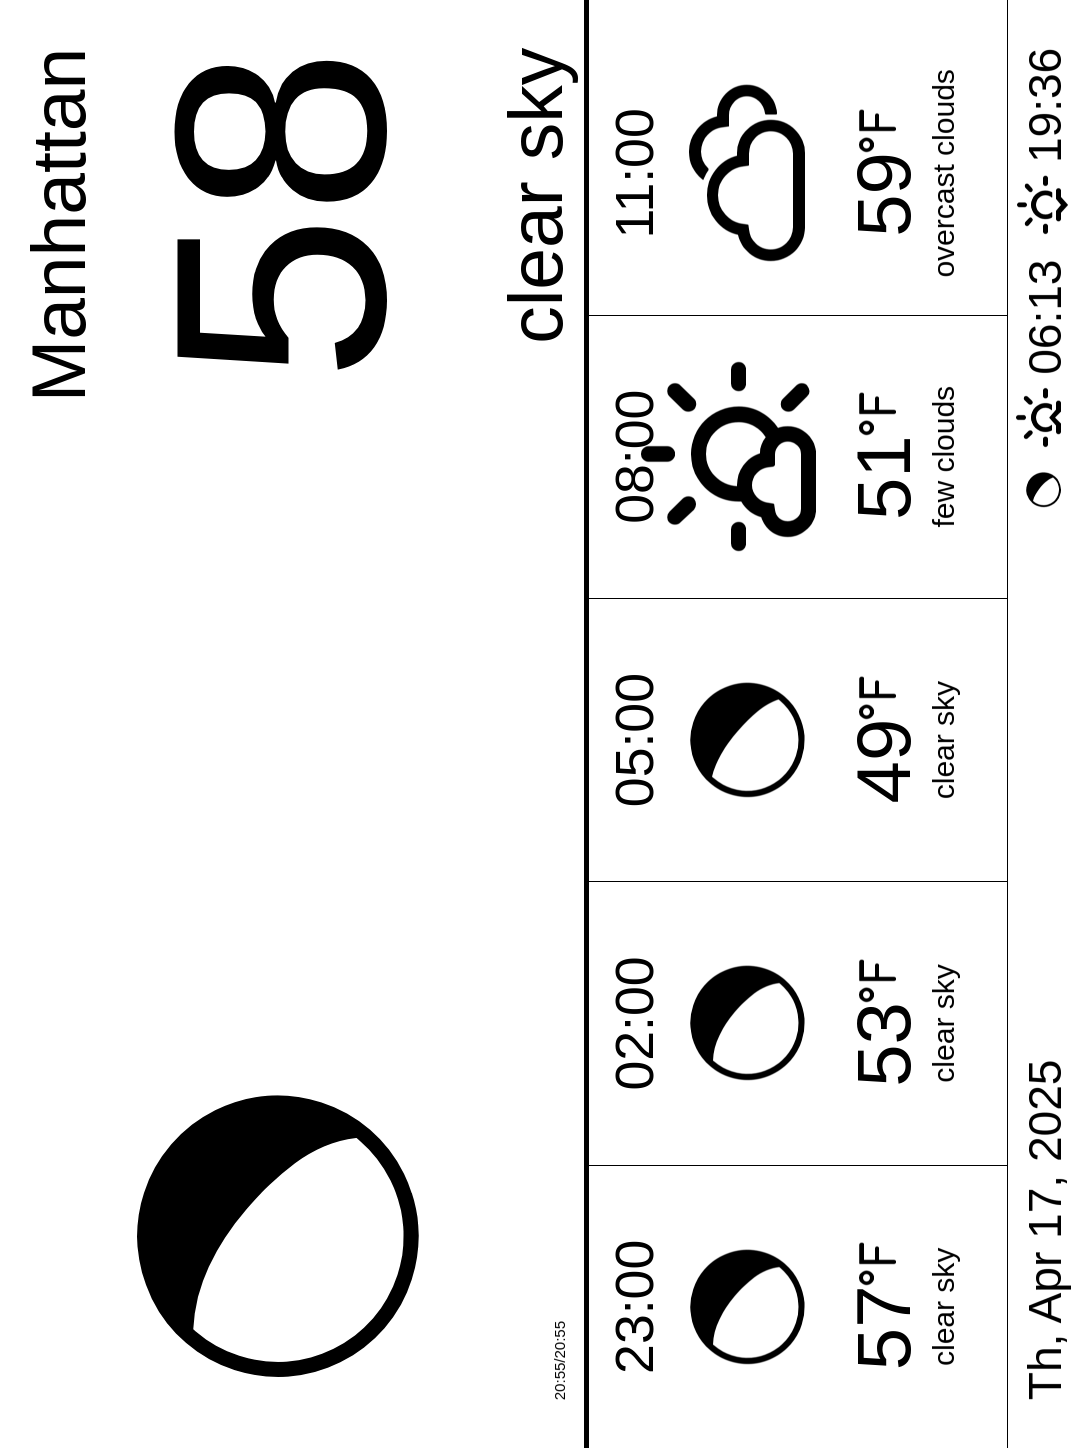 Manhattan
58
clear sky
20:55/20:55
23:00
57°F
clear sky
02:00
53°F
clear sky
05:00
49°F
clear sky
08:00
51°F
few clouds
11:00
59°F
overcast clouds
Th, Apr 17, 2025
06:13
19:36